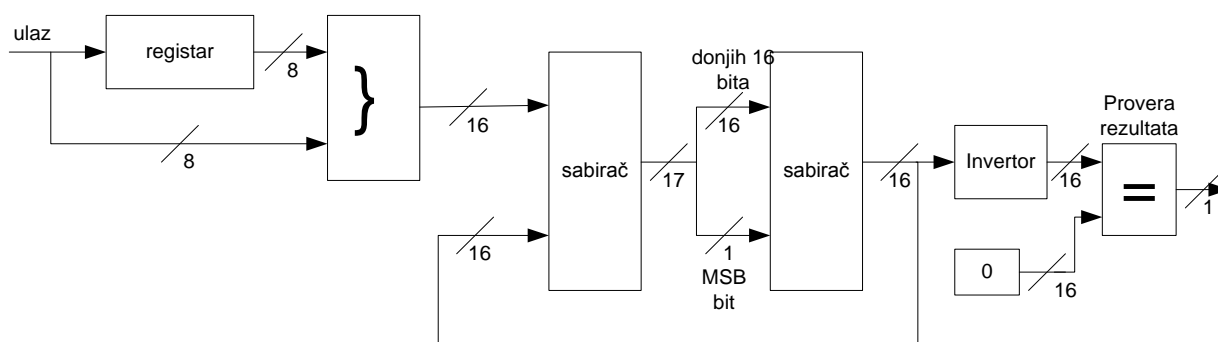 ulaz
registar
8
8
}
16
16
sabirač
17
donjih 16
bita
16
1
MSB
bit
sabirač
16
Invertor
16
0
16
Provera
rezultata
=
1